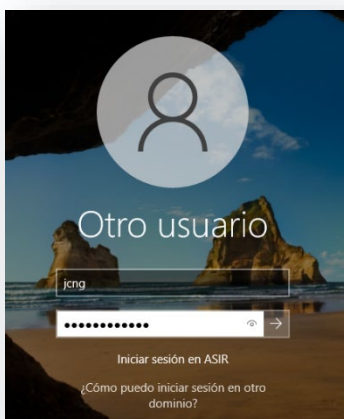 Otro usuario
jcng
••••••••••••
Iniciar sesión en ASIR
¿Cómo puedo iniciar sesión en otro
dominio?